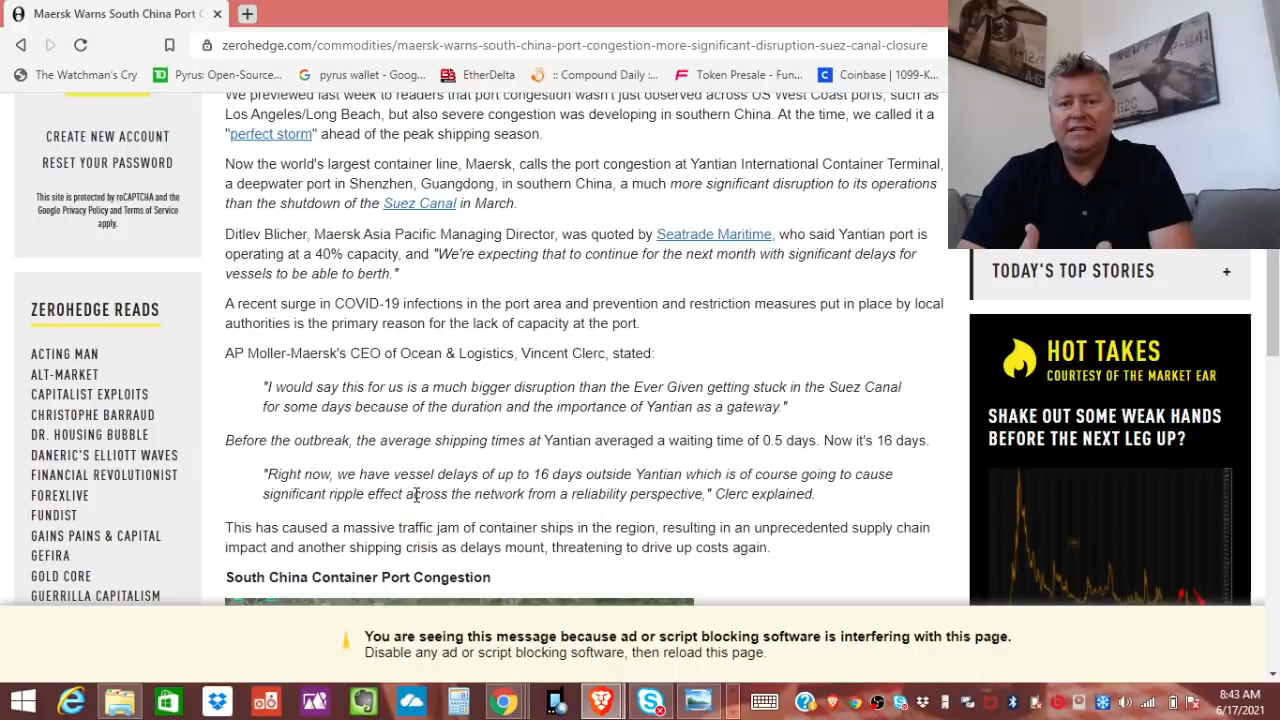 Maersk Warns South China Port C
zerohedge.com/commodities/maersk-warns-south-china-port-congestion-more-significant-disruption-suez-canal-closure
The Watchman's Cry
Pyrus: Open-Source...
pyrus wallet - Goog...
EtherDelta
:: Compound Daily :...
Token Presale - Fun...
Coinbase | 1099-K...
CREATE NEW ACCOUNT
RESET YOUR PASSWORD
This site is protected by reCAPTCHA and the
Google Privacy Policy and Terms of Service
apply.
ZEROHEDGE READS
ACTING MAN
ALT-MARKET
CAPITALIST EXPLOITS
CHRISTOPHE BARRAUD
DR. HOUSING BUBBLE
DANERIC'S ELLIOTT WAVES
FINANCIAL REVOLUTIONIST
FOREXLIVE
FUNDIST
GAINS PAINS & CAPITAL
GEFIRA
GOLD CORE
GUERRILLA CAPITALISM
We previewed last week to readers that port congestion wasn't just observed across US West Coast ports, such as
Los Angeles/Long Beach, but also severe congestion was developing in southern China. At the time, we called it a
"perfect storm" ahead of the peak shipping season.
Now the world's largest container line, Maersk, calls the port congestion at Yantian International Container Terminal,
a deepwater port in Shenzhen, Guangdong, in southern China, a much more significant disruption to its operations
than the shutdown of the Suez Canal in March.
Ditlev Blicher, Maersk Asia Pacific Managing Director, was quoted by Seatrade Maritime, who said Yantian port is
operating at a 40% capacity, and "We're expecting that to continue for the next month with significant delays for
vessels to be able to berth."
A recent surge in COVID-19 infections in the port area and prevention and restriction measures put in place by local
authorities is the primary reason for the lack of capacity at the port.
AP Moller-Maersk's CEO of Ocean & Logistics, Vincent Clerc, stated:
"I would say this for us is a much bigger disruption than the Ever Given getting stuck in the Suez Canal
for some days because of the duration and the importance of Yantian as a gateway."
Before the outbreak, the average shipping times at Yantian averaged a waiting time of 0.5 days. Now it's 16 days.
"Right now, we have vessel delays of up to 16 days outside Yantian which is of course going to cause
significant ripple effect across the network from a reliability perspective," Clerc explained.
This has caused a massive traffic jam of container ships in the region, resulting in an unprecedented supply chain
impact and another shipping crisis as delays mount, threatening to drive up costs again.
South China Container Port Congestion
TODAY'S TOP STORIES
+
HOT TAKES
COURTESY OF THE MARKET EAR
SHAKE OUT SOME WEAK HANDS
BEFORE THE NEXT LEG UP?
You are seeing this message because ad or script blocking software is interfering with this page.
Disable any ad or script blocking software, then reload this page.
8:43 AM
6/17/2021